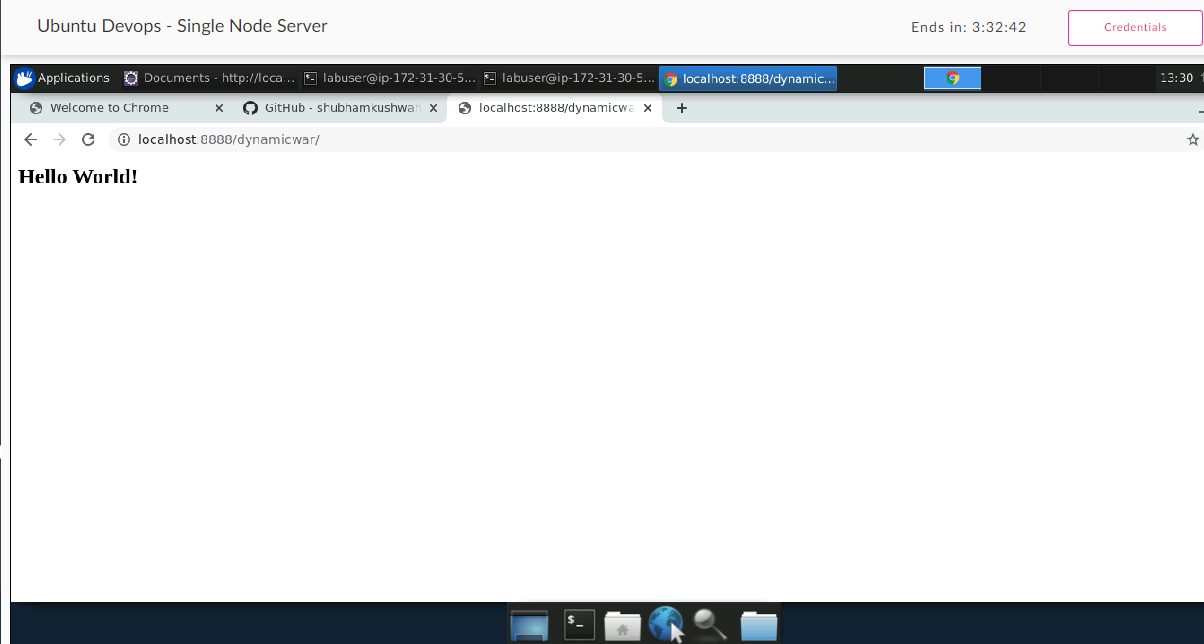 Ubuntu Devops - Single Node Server
Ends in: 3:32:42
Credentials
Applications
Documents - http://loca...
labuser@ip-172-31-30-5...
labuser@ip-172-31-30-5...
localhost:8888/dynamic...
13:30
Welcome to Chrome
GitHub - shubhamkushwah
localhost:8888/dynamicwa
localhost:8888/dynamicwar/
Hello World!
$_